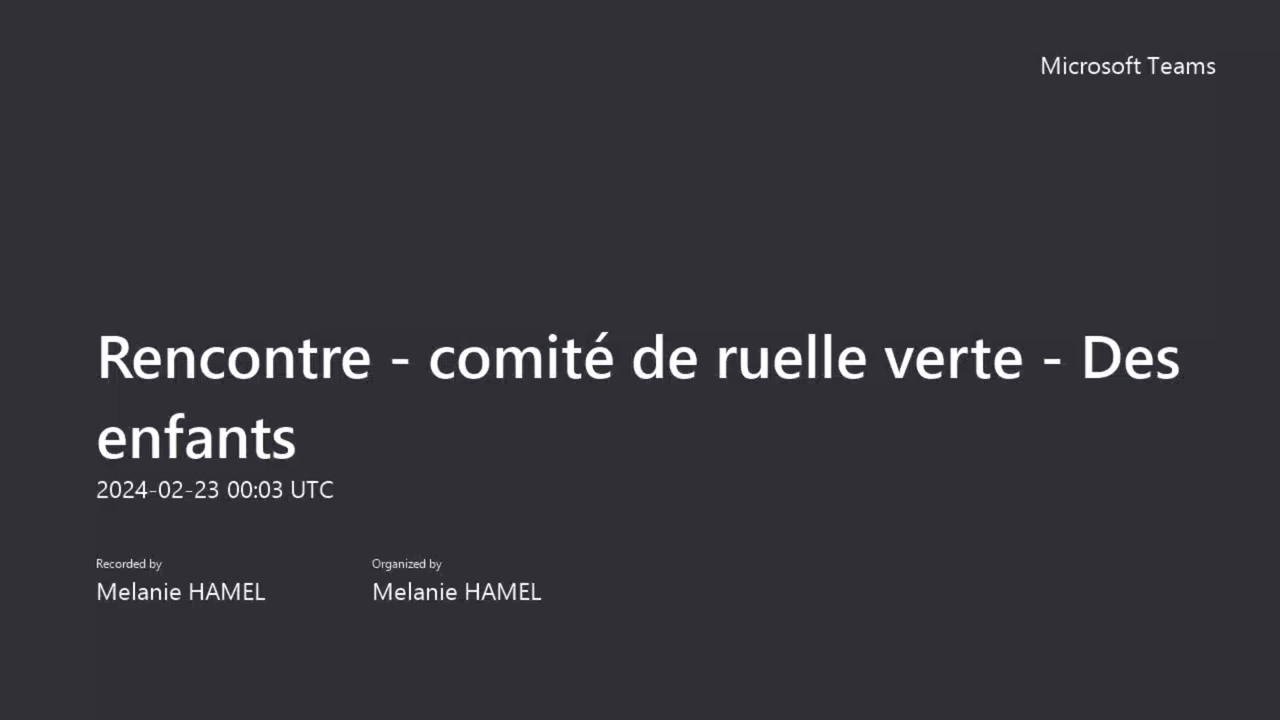 Microsoft Teams
Rencontre - comité de ruelle verte - Des
enfants
2024-02-23 00:03 UTC
Recorded by
Melanie HAMEL
Organized by
Melanie HAMEL